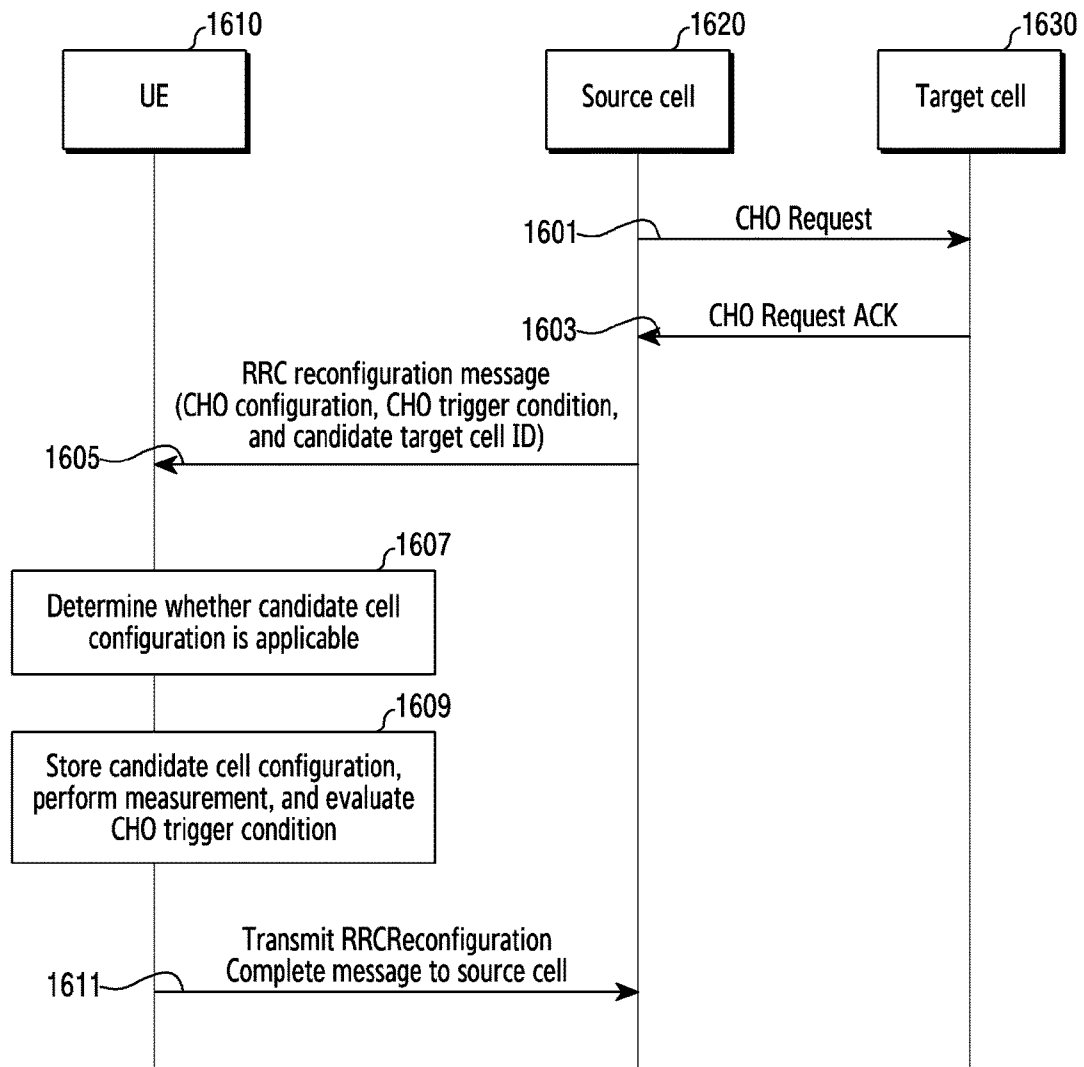 1610
1620
1630
UE
Source cell
Target cell
CHO Request
1601
CHO Request ACK
1603
RRC reconfiguration message
(CHO configuration, CHO trigger condition,
and candidate target cell ID)
1605
1607
Determine whether candidate cell
configuration is applicable
1609
Store candidate cell configuration,
perform measurement, and evaluate
CHO trigger condition
Transmit RRCReconfiguration
Complete message to source cell
1611